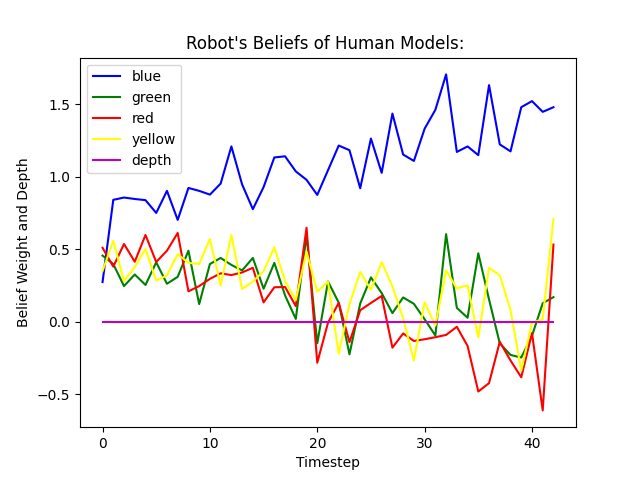 Robot's Beliefs of Human Models:
blue
green
red
yellow
depth
1.5
1.0
0.5
0.0
−0.5
Belief Weight and Depth
0
10
20
30
40
Timestep